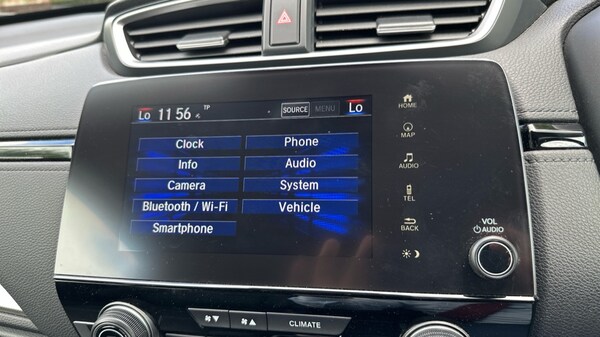 Lo 11 56 TP SOURCE MENU Lo
Clock Phone
Info Audio
Camera System
Bluetooth / Wi-Fi Vehicle
Smartphone
HOME
MAP
AUDIO
TEL
BACK
VOL
AUDIO
CLIMATE